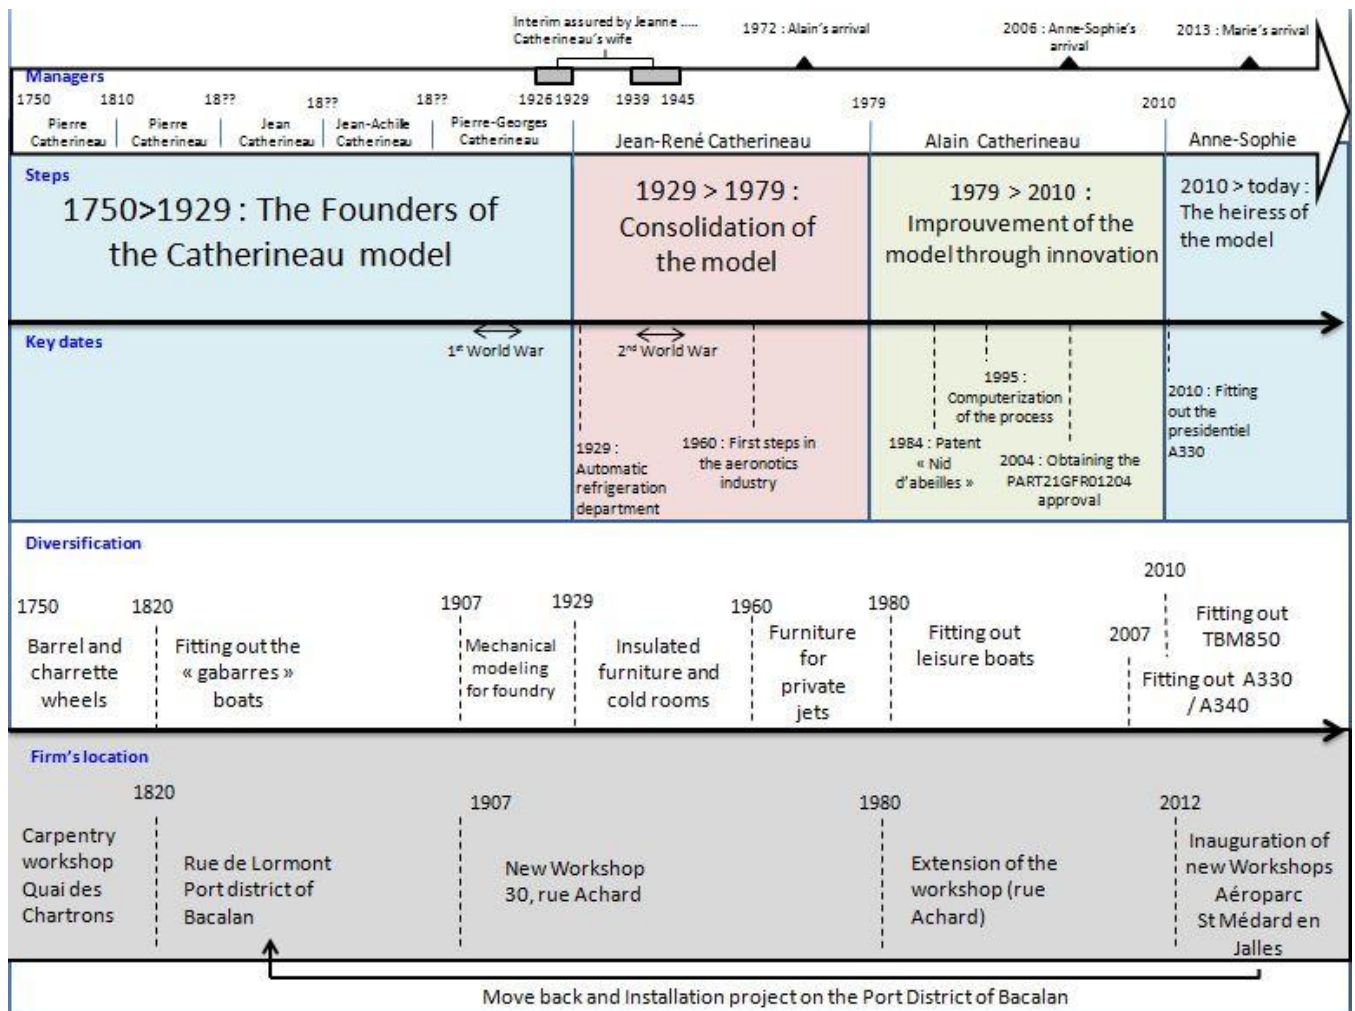 Interim assured by Jeanne .....
Catherineau's wife
1972 : Alain's arrival
2006 : Anne-Sophie's
arrival
2013 : Marie's arrival
Managers
1750
1810
18??
18??
18??
1926
1929
1939
1945
1979
2010
Pierre
Catherineau
Pierre
Catherineau
Jean
Catherineau
Jean-Achille
Catherineau
Pierre-Georges
Catherineau
Jean-René Catherineau
Alain Catherineau
Anne-Sophie
Steps
1750>1929 : The Founders of
the Catherineau model
1929 > 1979 :
Consolidation of
the model
1979 > 2010 :
Improuvement of the
model through innovation
2010 > today :
The heiress of
the model
Key dates
1st World War
2nd World War
1929 :
Automatic
refrigeration
department
1960 : First steps in
the aeronotics
industry
1984 : Patent
« Nid
d'abeilles »
1995 :
Computerization
of the process
2004 : Obtaining the
PART21GFR01204
approval
2010 : Fitting
out the
presidentiel
A330
Diversification
1750
Barrel and
charrette
wheels
1820
Fitting out the
« gabarres »
boats
1907
Mechanical
modeling
for foundry
1929
Insulated
furniture and
cold rooms
1960
Furniture
for
private
jets
1980
Fitting out
leisure boats
2007
Fitting out A330
/ A340
2010
Fitting out
TBM850
Firm's location
Carpentry
workshop
Quai des
Chartrons
1820
Rue de Lormont
Port district of
Bacalan
1907
New Workshop
30, rue Achard
1980
Extension of the
workshop (rue
Achard)
2012
Inauguration of
new Workshops
Aéroparc
St Médard en
Jalles
Move back and Installation project on the Port District of Bacalan